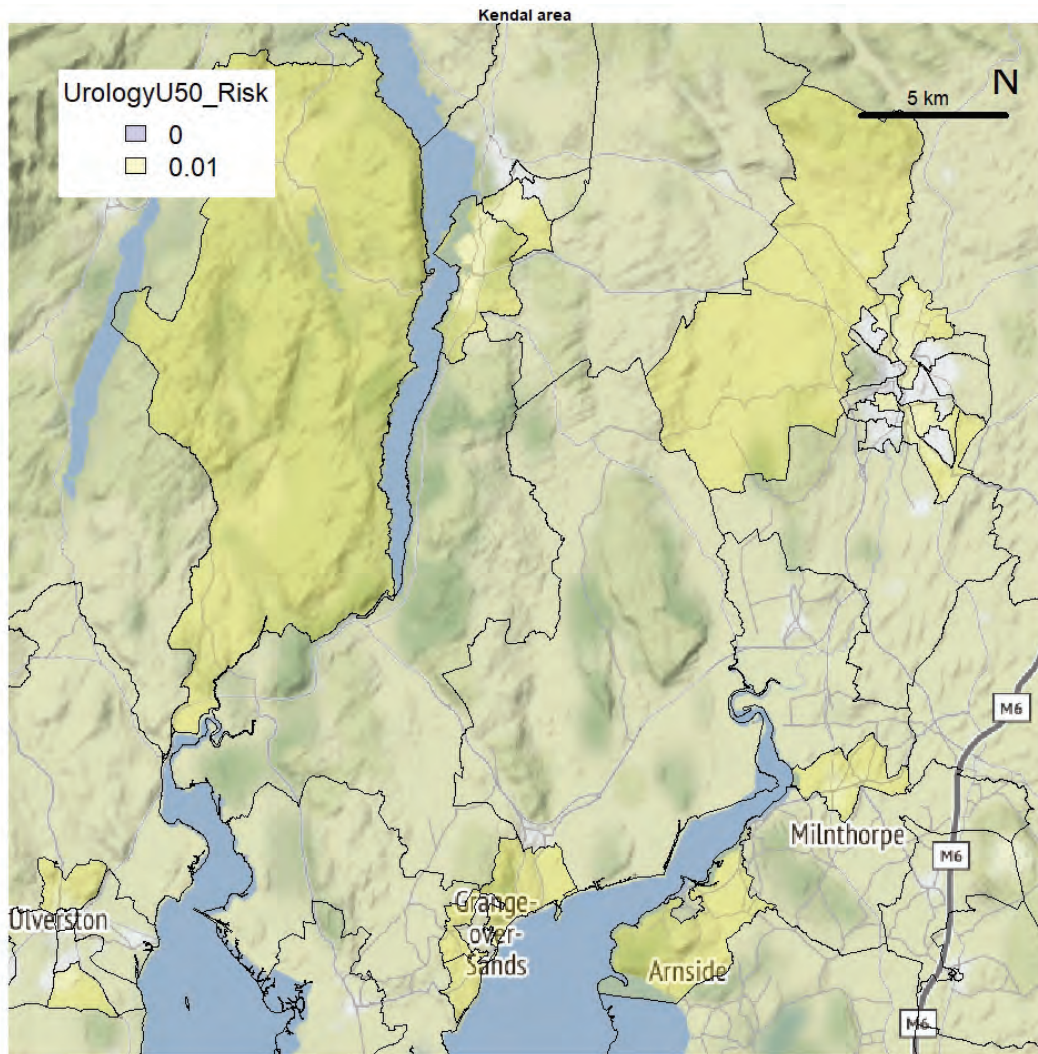 Kendal area
UrologyU50_Risk
0
0.01
N
5 km
M6
Milnthorpe
M6
Ulverston
Grange-
over-
Sands
Arnside
M6